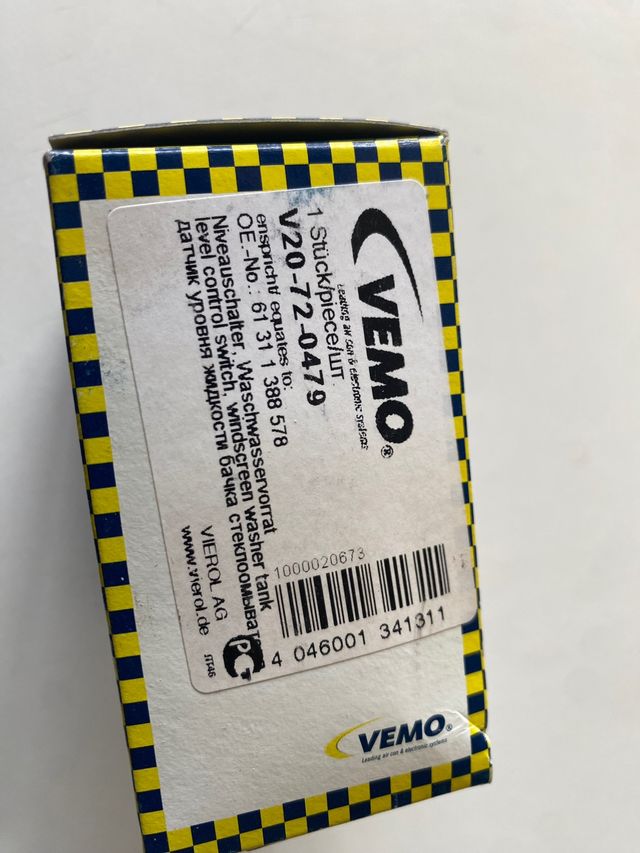 VEMO®
Leading air con & electronic systems
1 Stück/piece/шт.
V20-72-0479
enspricht/ equates to:
OE.-No.: 61 31 1 388 578
Niveauschalter, Waschwasservorrat
level control switch, windscreen washer tank
датчик уровня жидкости бачка
VIEROL AG
www.vierol.de
1000020673
4 046001 341311
VEMO®
Leading air con & electronic systems